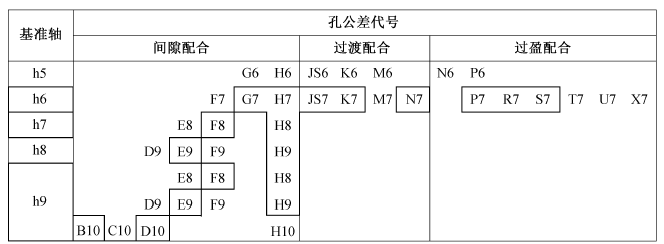 基准轴 孔公差代号
间隙配合 过渡配合 过盈配合
h5 G6 H6 JS6 K6 M6 N6 P6
h6 F7 G7 H7 JS7 K7 M7 N7 P7 R7 S7 T7 U7 X7
h7 E8 F8 H8
h8 D9 E9 F9 H9
h9 E8 F8 H8
D9 E9 F9 H9
B10 C10 D10 H10